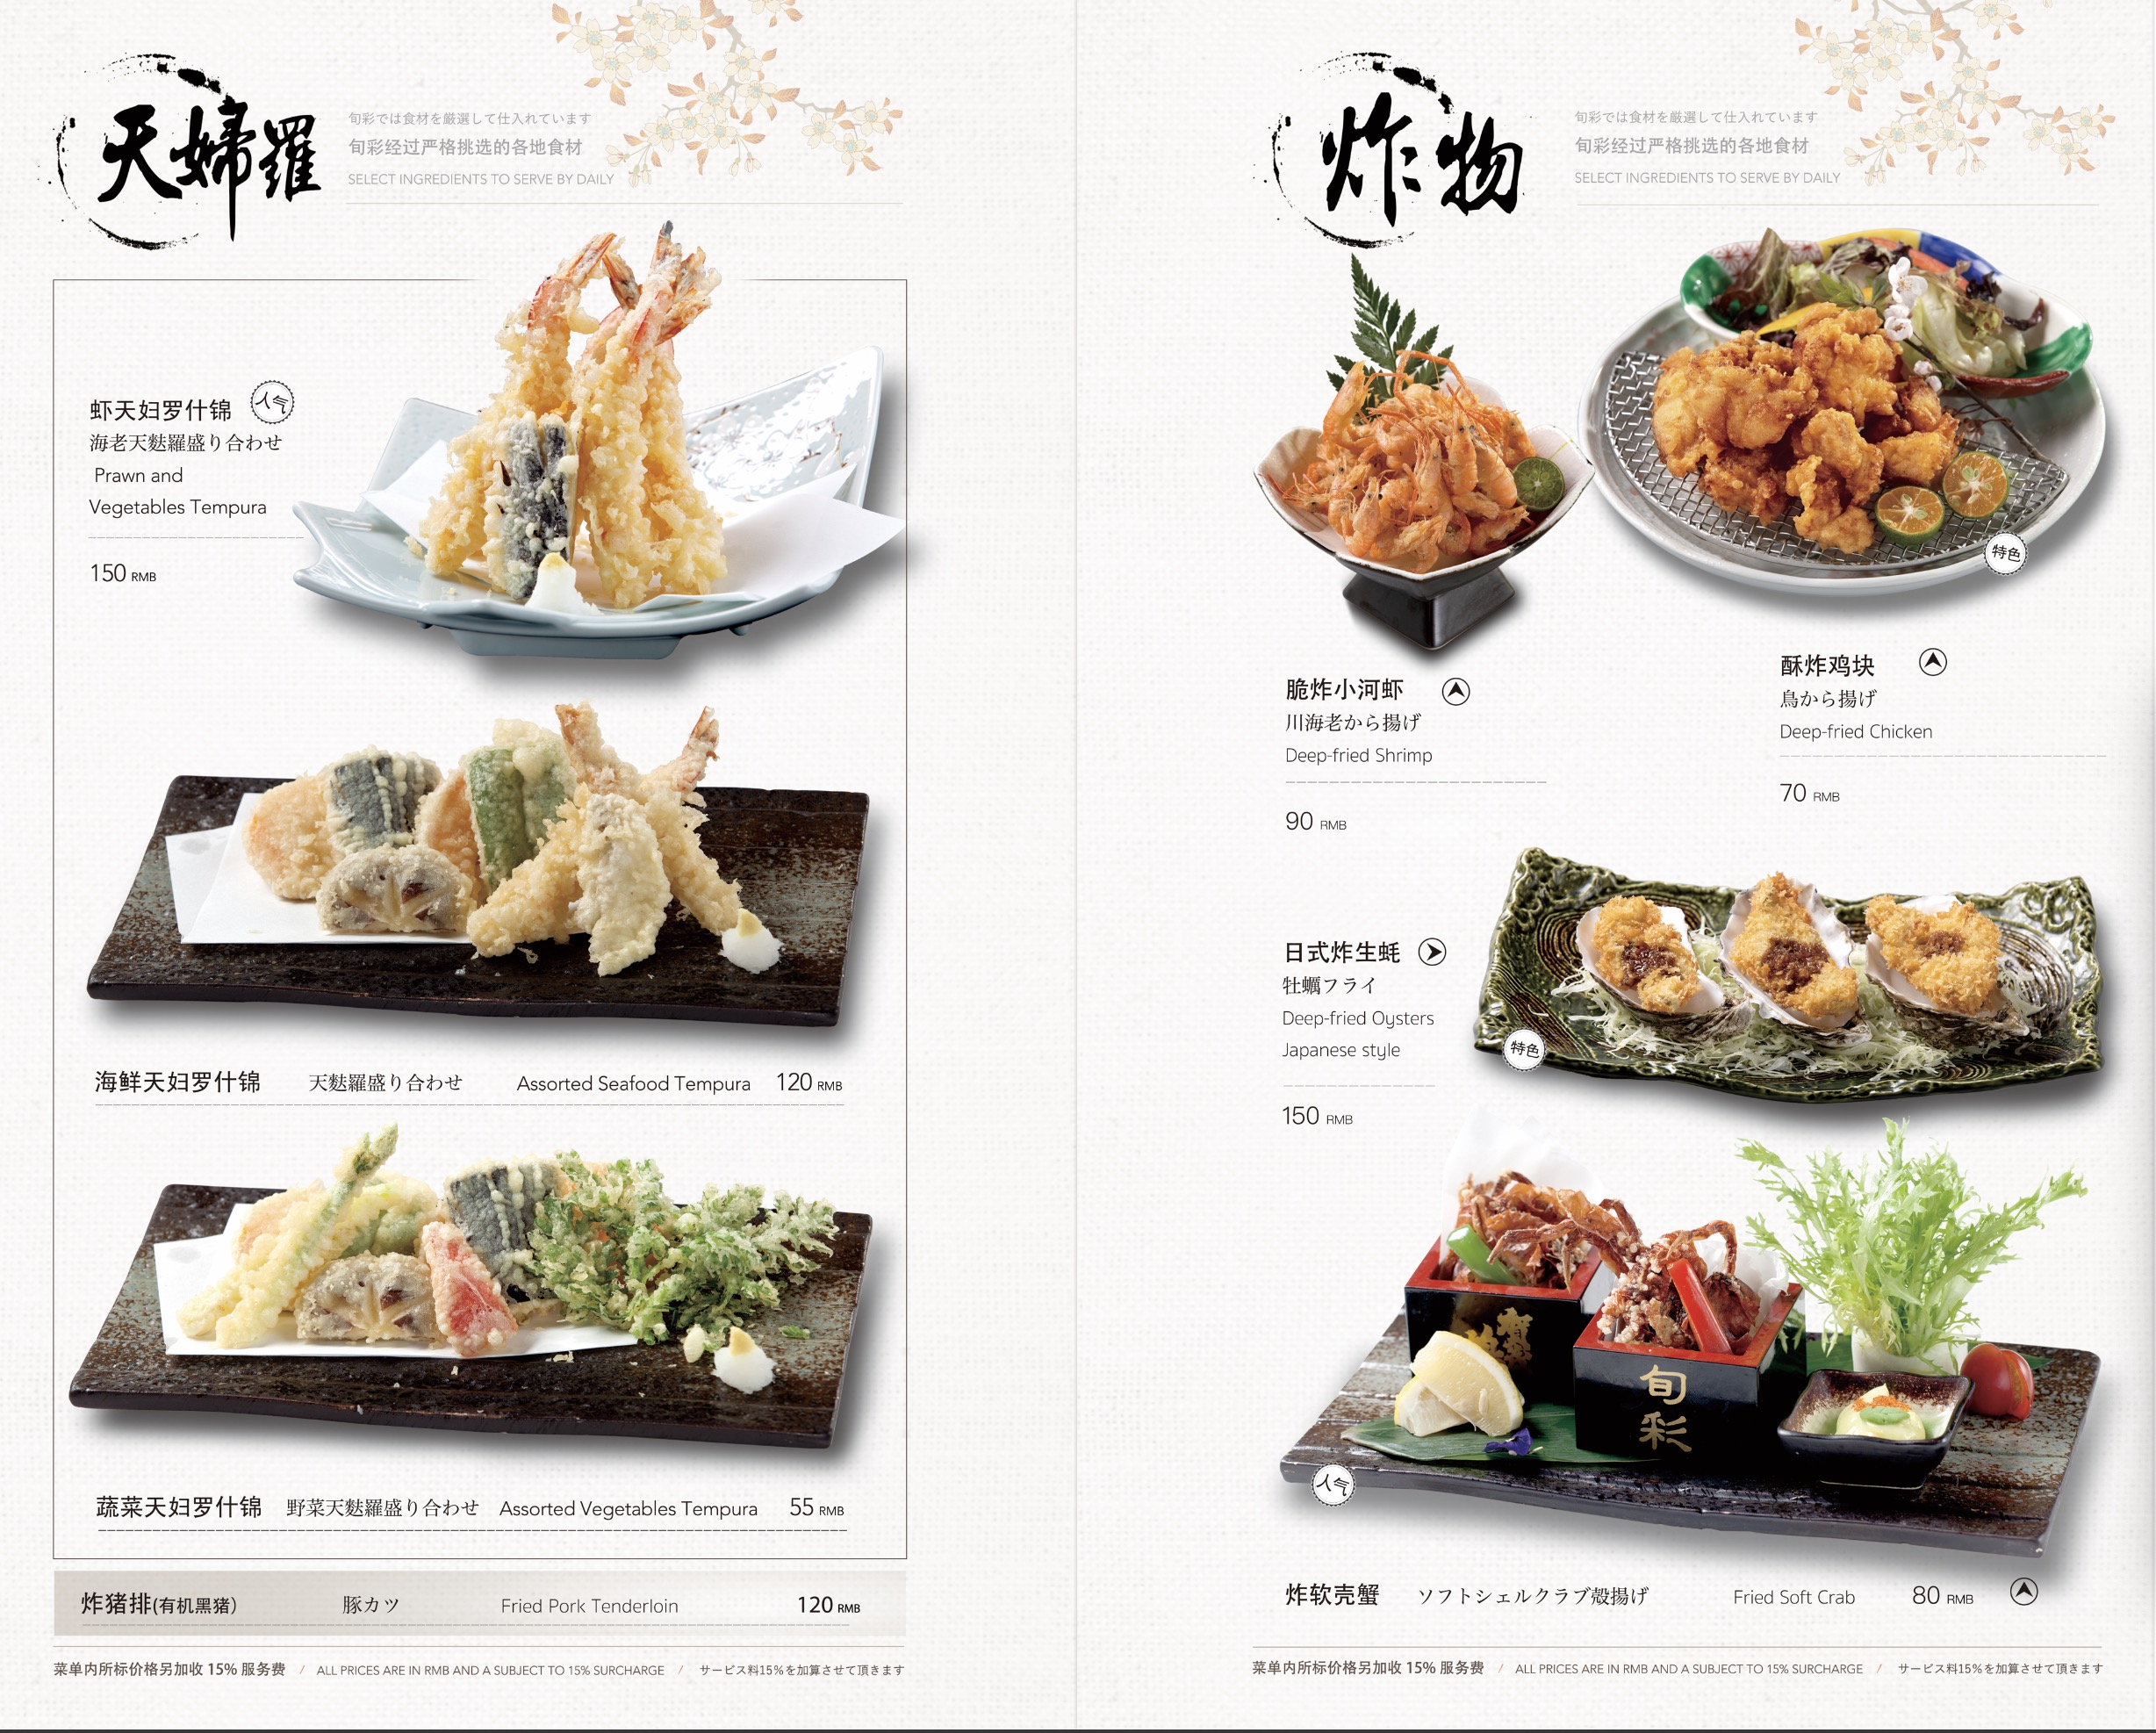 天婦羅
旬彩では食材を厳選して仕入れています
旬彩经过严格挑选的各地食材
SELECT INGREDIENTS TO SERVE BY DAILY
虾天妇罗什锦
人气
海老天麩羅盛り合わせ
Prawn and
Vegetables Tempura
150 RMB
海鲜天妇罗什锦 天麩羅盛り合わせ Assorted Seafood Tempura 120 RMB
蔬菜天妇罗什锦 野菜天麩羅盛り合わせ Assorted Vegetables Tempura 55 RMB
炸猪排(有机黑猪) 豚カツ Fried Pork Tenderloin 120 RMB
菜单内所标价格另加收 15% 服务费 / ALL PRICES ARE IN RMB AND A SUBJECT TO 15% SURCHARGE / サービス料15%を加算させて頂きます
炸物
旬彩では食材を厳選して仕入れています
旬彩经过严格挑选的各地食材
SELECT INGREDIENTS TO SERVE BY DAILY
特色
脆炸小河虾
川海老から揚げ
Deep-fried Shrimp
90 RMB
酥炸鸡块
鳥から揚げ
Deep-fried Chicken
70 RMB
日式炸生蚝
牡蠣フライ
Deep-fried Oysters
Japanese style
150 RMB
特色
旬彩
人气
炸软壳蟹 ソフトシェルクラブ殻揚げ Fried Soft Crab 80 RMB
菜单内所标价格另加收 15% 服务费 / ALL PRICES ARE IN RMB AND A SUBJECT TO 15% SURCHARGE / サービス料15%を加算させて頂きます